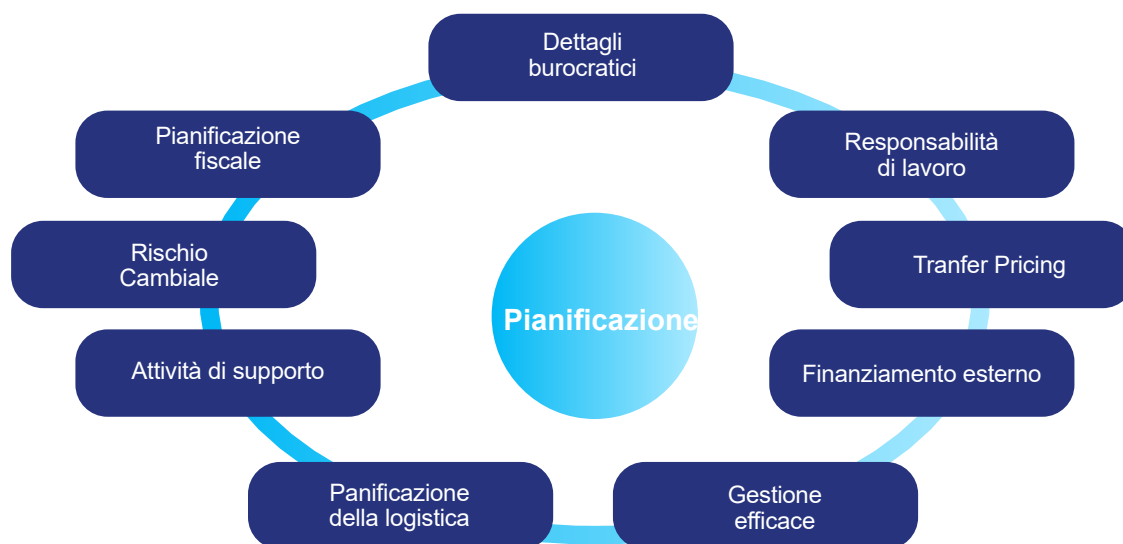 Dettagli
burocratici
Pianificazione
fiscale
Responsabilità
di lavoro
Rischio
Cambiale
Tranfer Pricing
Pianificazione
Attività di supporto
Finanziamento esterno
Panificazione
della logistica
Gestione
efficace